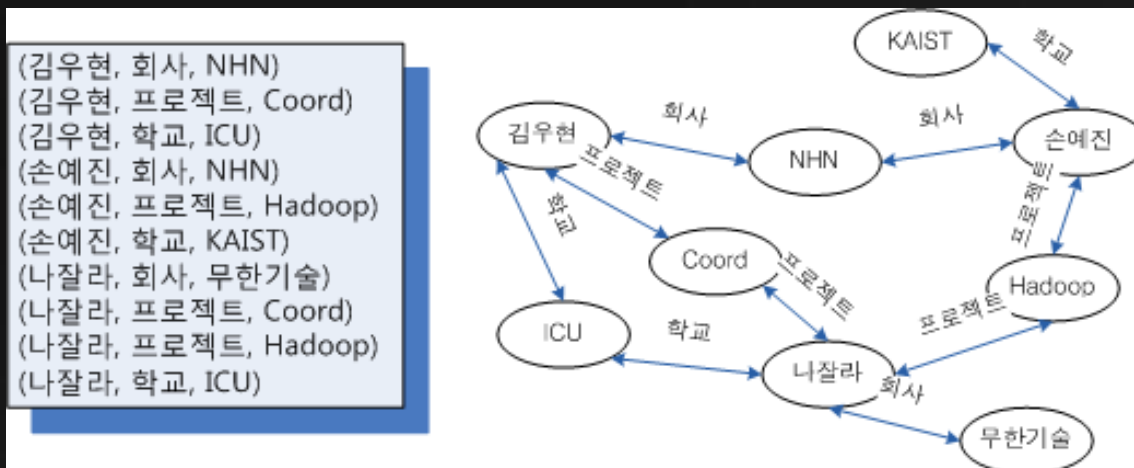 (김우현, 회사, NHN)
(김우현, 프로젝트, Coord)
(김우현, 학교, ICU)
(손예진, 회사, NHN)
(손예진, 프로젝트, Hadoop)
(손예진, 학교, KAIST)
(나잘라, 회사, 무한기술)
(나잘라, 프로젝트, Coord)
(나잘라, 프로젝트, Hadoop)
(나잘라, 학교, ICU)
KAIST
학교
회사
회사
김우현
NHN
손예진
프로젝트
프로젝트
학교
Coord
프로젝트
Hadoop
ICU
학교
프로젝트
나잘라
회사
무한기술